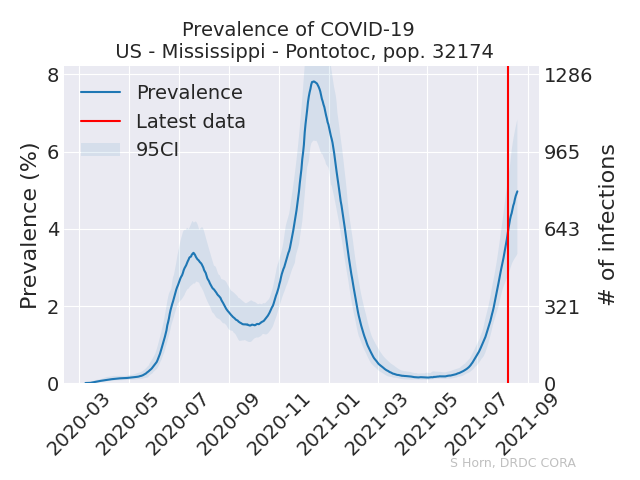 Prevalence of COVID-19
US - Mississippi - Pontotoc, pop. 32174
Prevalence (%)
8
6
4
2
0
Prevalence
Latest data
95CI
1286
965
643
321
0
# of infections
2020-03
2020-05
2020-07
2020-09
2020-11
2021-01
2021-03
2021-05
2021-07
2021-09
S Horn, DRDC CORA